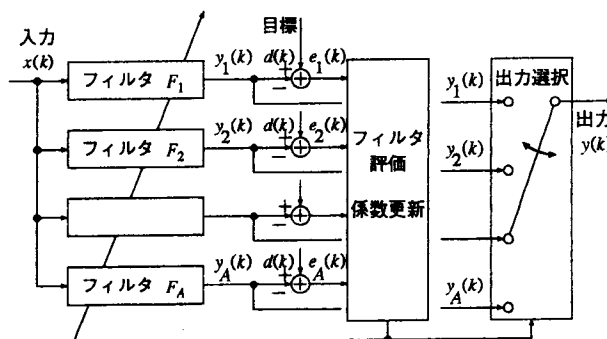 入力
x(k)
目標
フィルタ F1
y1(k) d(k) e1(k)
+
−
フィルタ F2
y2(k) d(k) e2(k)
+
−
+
−
フィルタ FA
yA(k) d(k) eA(k)
+
−
フィルタ
評価
係数更新
出力選択
y1(k)
y2(k)
yA(k)
出力
y(k)